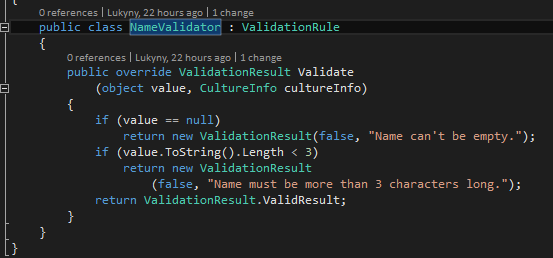 0 references | Lukyny, 22 hours ago | 1 change
public class NameValidator : ValidationRule
{
0 references | Lukyny, 22 hours ago | 1 change
public override ValidationResult Validate
(object value, CultureInfo cultureInfo)
{
if (value == null)
return new ValidationResult(false, "Name can't be empty.");
if (value.ToString().Length < 3)
return new ValidationResult
(false, "Name must be more than 3 characters long.");
return ValidationResult.ValidResult;
}
}
}